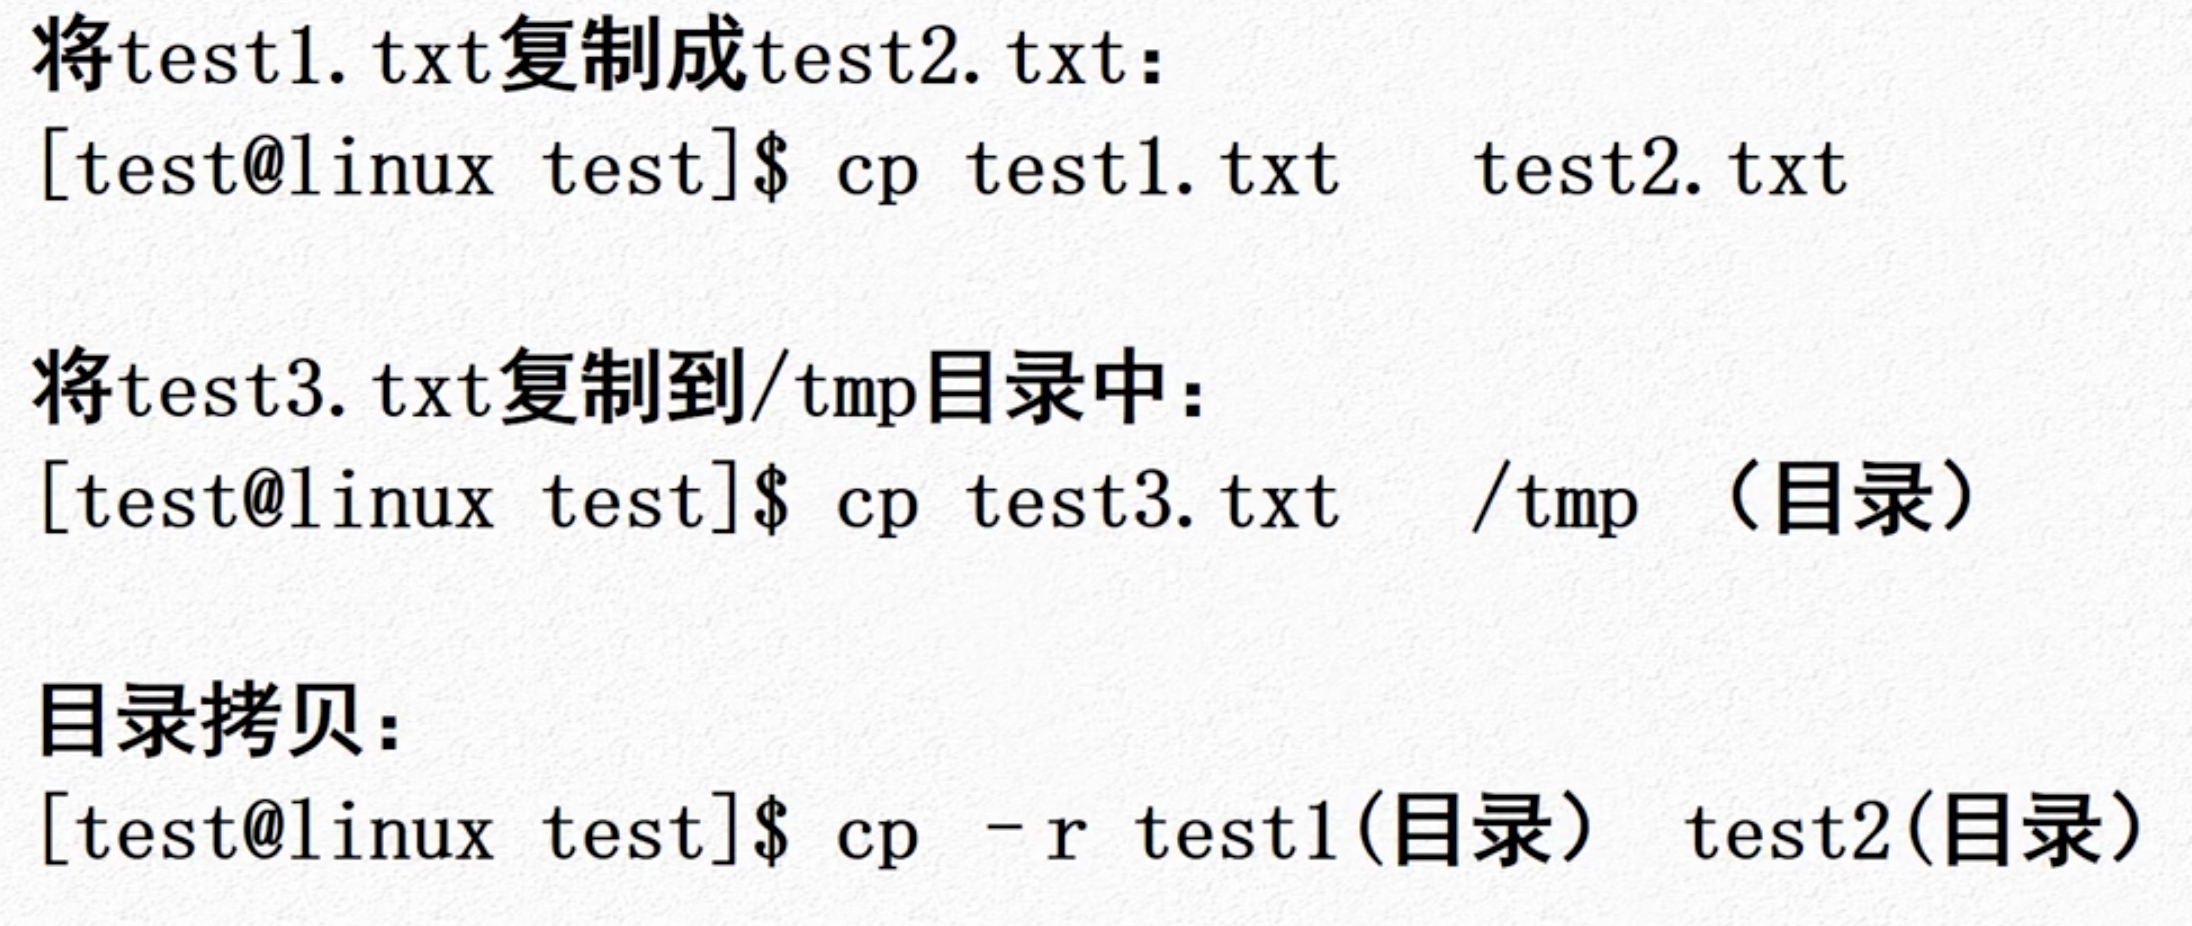 将test1.txt复制成test2.txt：
[test@linux test]$ cp test1.txt   test2.txt
将test3.txt复制到/tmp目录中：
[test@linux test]$ cp test3.txt   /tmp （目录）
目录拷贝：
[test@linux test]$ cp －r test1(目录）  test2(目录）